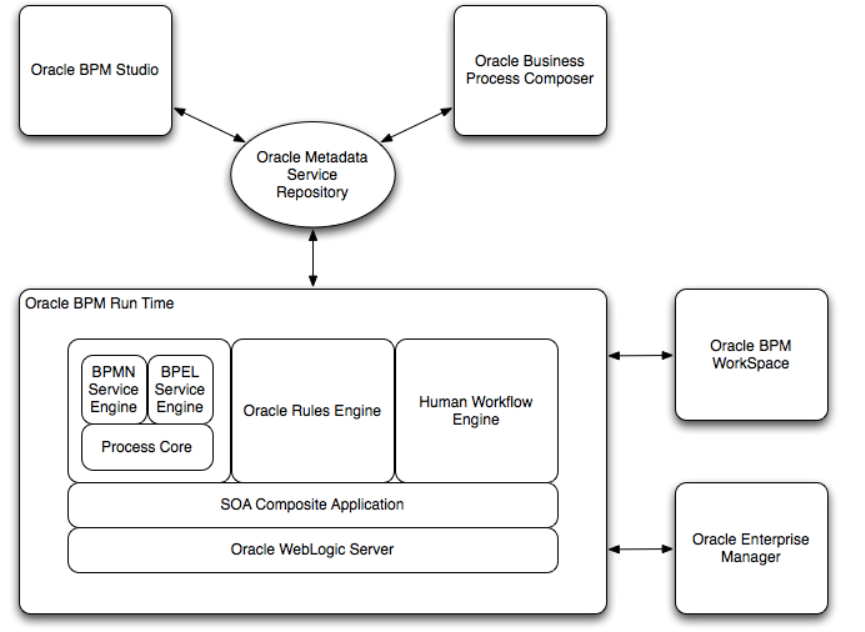 Oracle BPM Studio
Oracle Business
Process Composer
Oracle Metadata
Service
Repository
Oracle BPM Run Time
BPMN
Service
Engine
BPEL
Service
Engine
Process Core
Oracle Rules Engine
Human Workflow
Engine
SOA Composite Application
Oracle WebLogic Server
Oracle BPM
WorkSpace
Oracle Enterprise
Manager